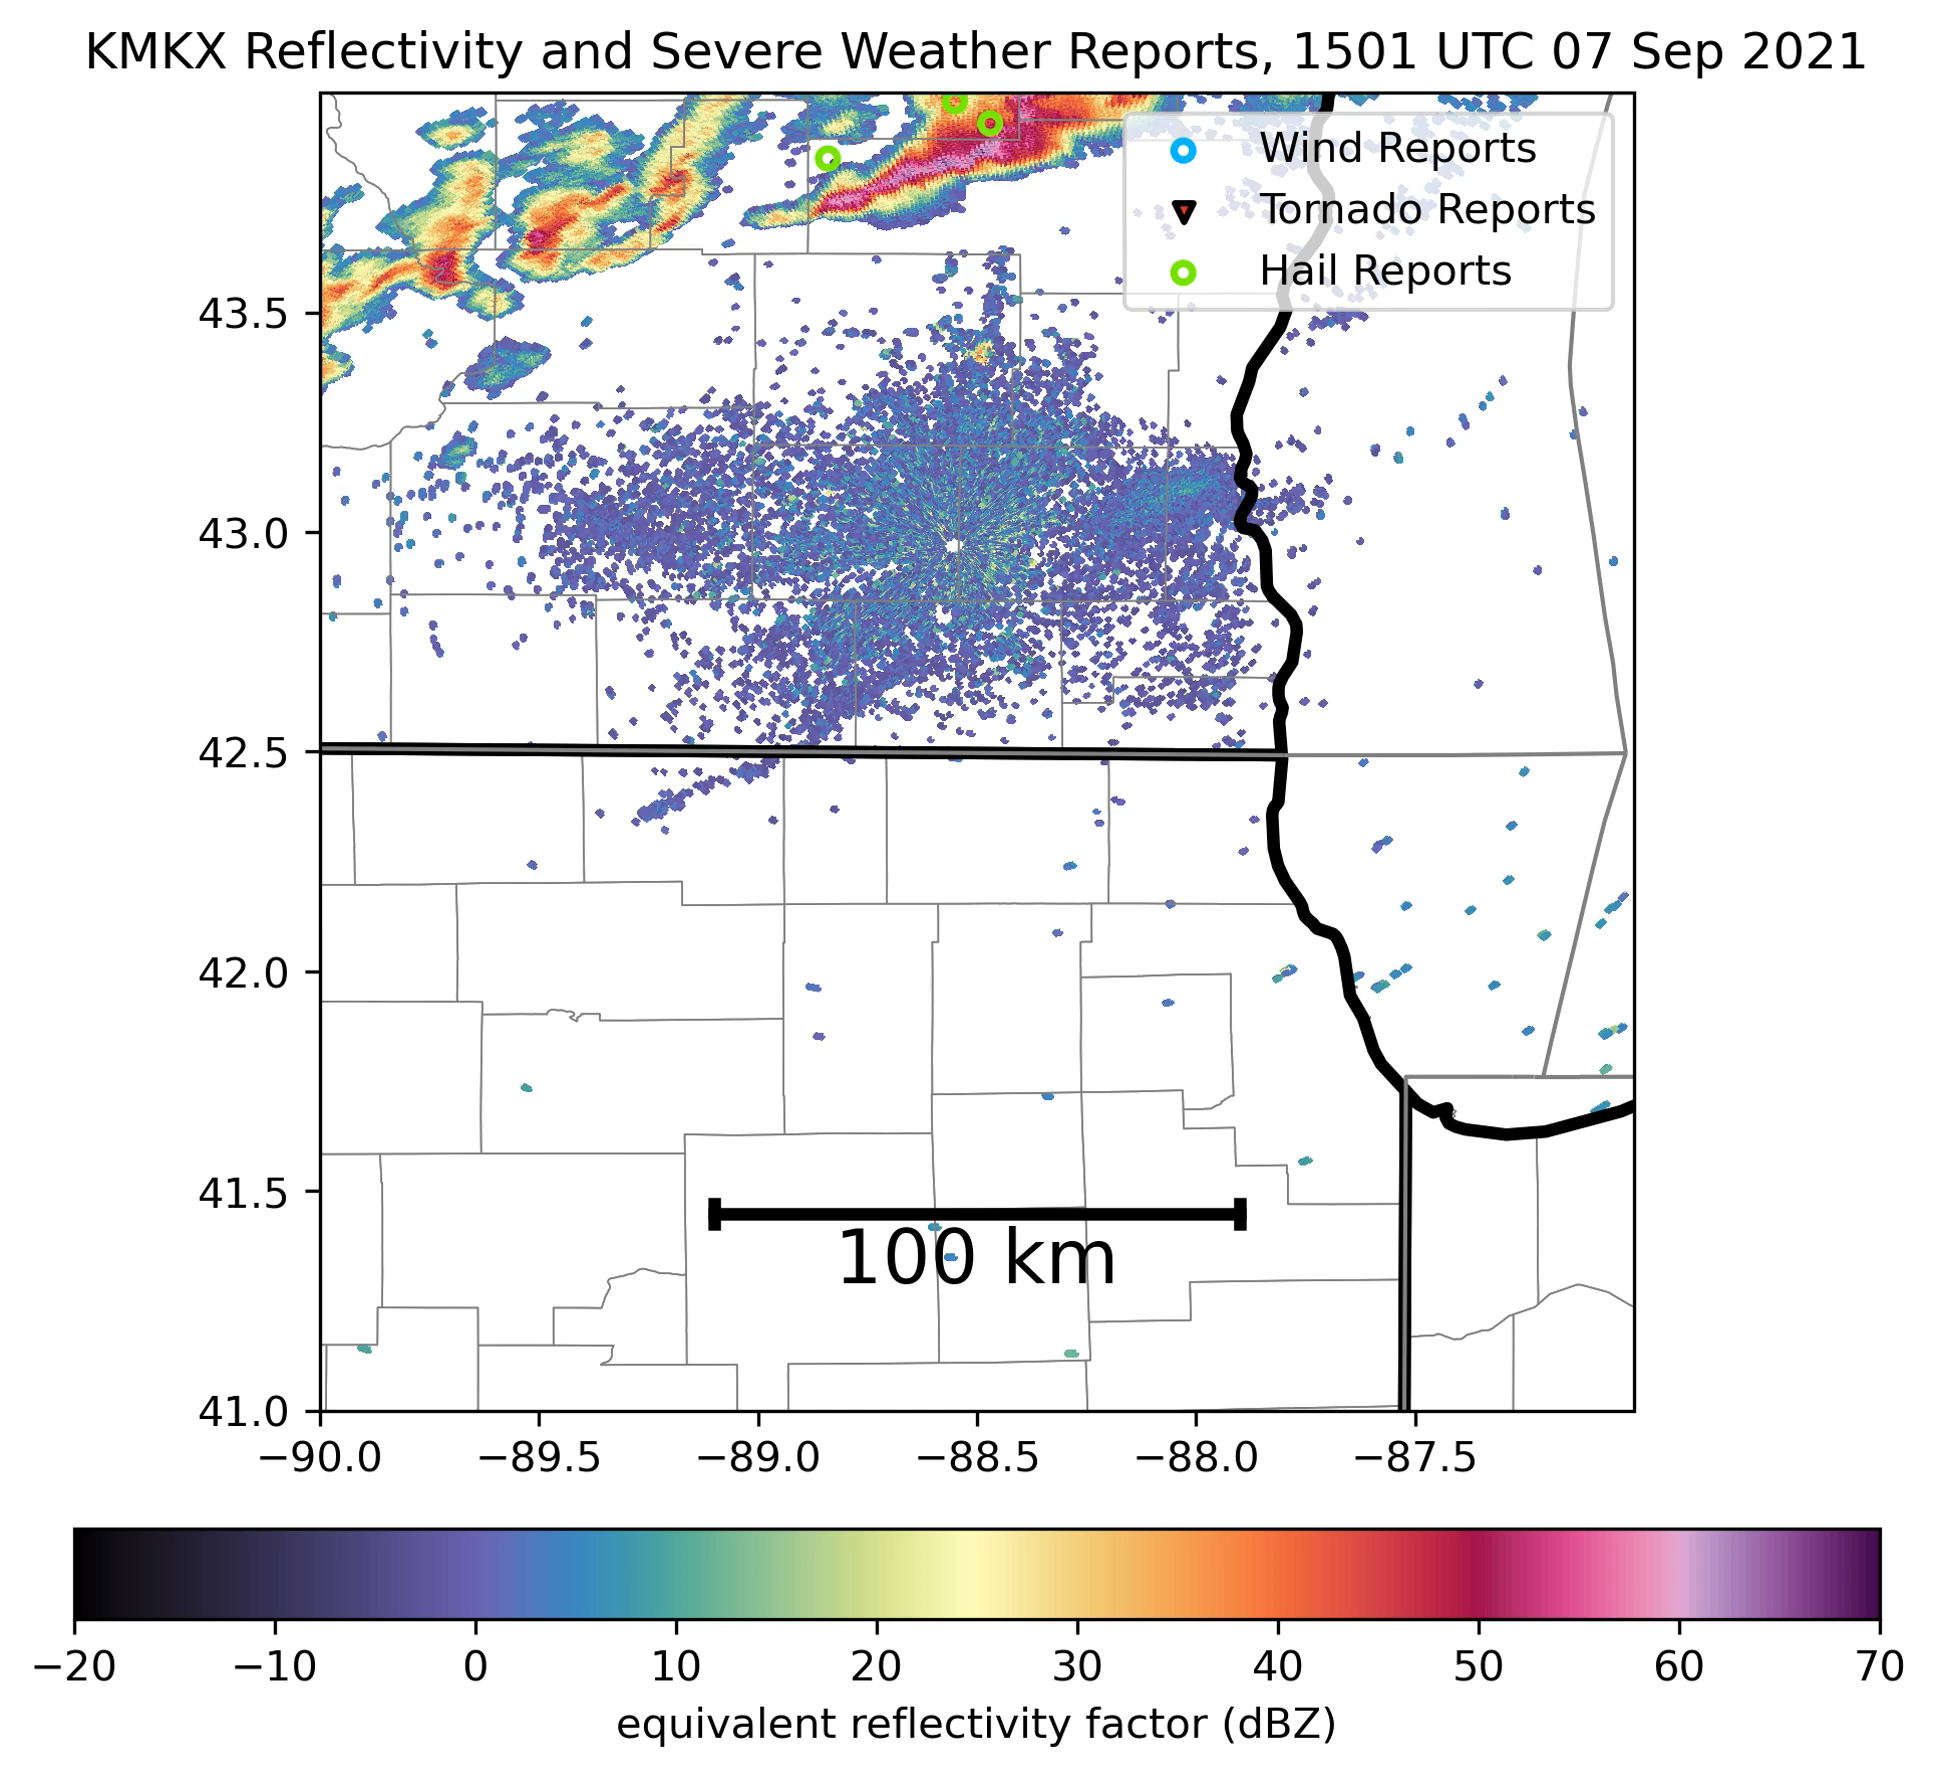 KMKX Reflectivity and Severe Weather Reports, 1501 UTC 07 Sep 2021
Wind Reports
Tornado Reports
Hail Reports
43.5
43.0
42.5
42.0
41.5
41.0
100 km
−90.0 −89.5 −89.0 −88.5 −88.0 −87.5
−20 −10 0 10 20 30 40 50 60 70
equivalent reflectivity factor (dBZ)